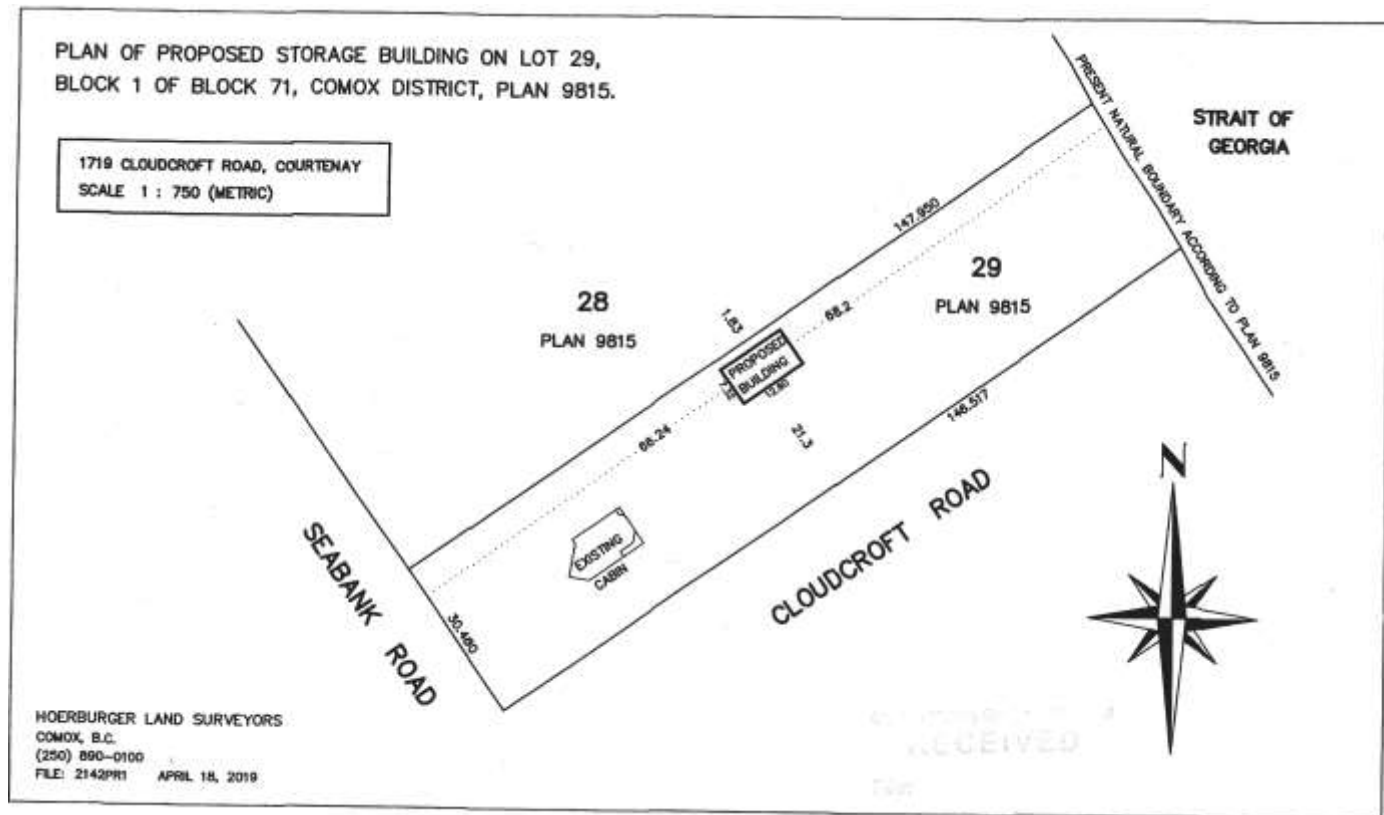 PLAN OF PROPOSED STORAGE BUILDING ON LOT 29,
BLOCK 1 OF BLOCK 71, COMOX DISTRICT, PLAN 9815.
1719 CLOUDCROFT ROAD, COURTENAY
SCALE 1 : 750 (METRIC)
PRESENT NATURAL BOUNDARY ACCORDING TO PLAN 9815
STRAIT OF
GEORGIA
147.950
29
PLAN 9815
28
PLAN 9815
1.83
68.2
PROPOSED
BUILDING
7.32
12.80
21.3
68.24
146.517
EXISTING
CABIN
SEABANK ROAD
30.480
CLOUDCROFT ROAD
N
HOERBURGER LAND SURVEYORS
COMOX, B.C.
(250) 890-0100
FILE: 2142PR1 APRIL 18, 2019
RECEIVED